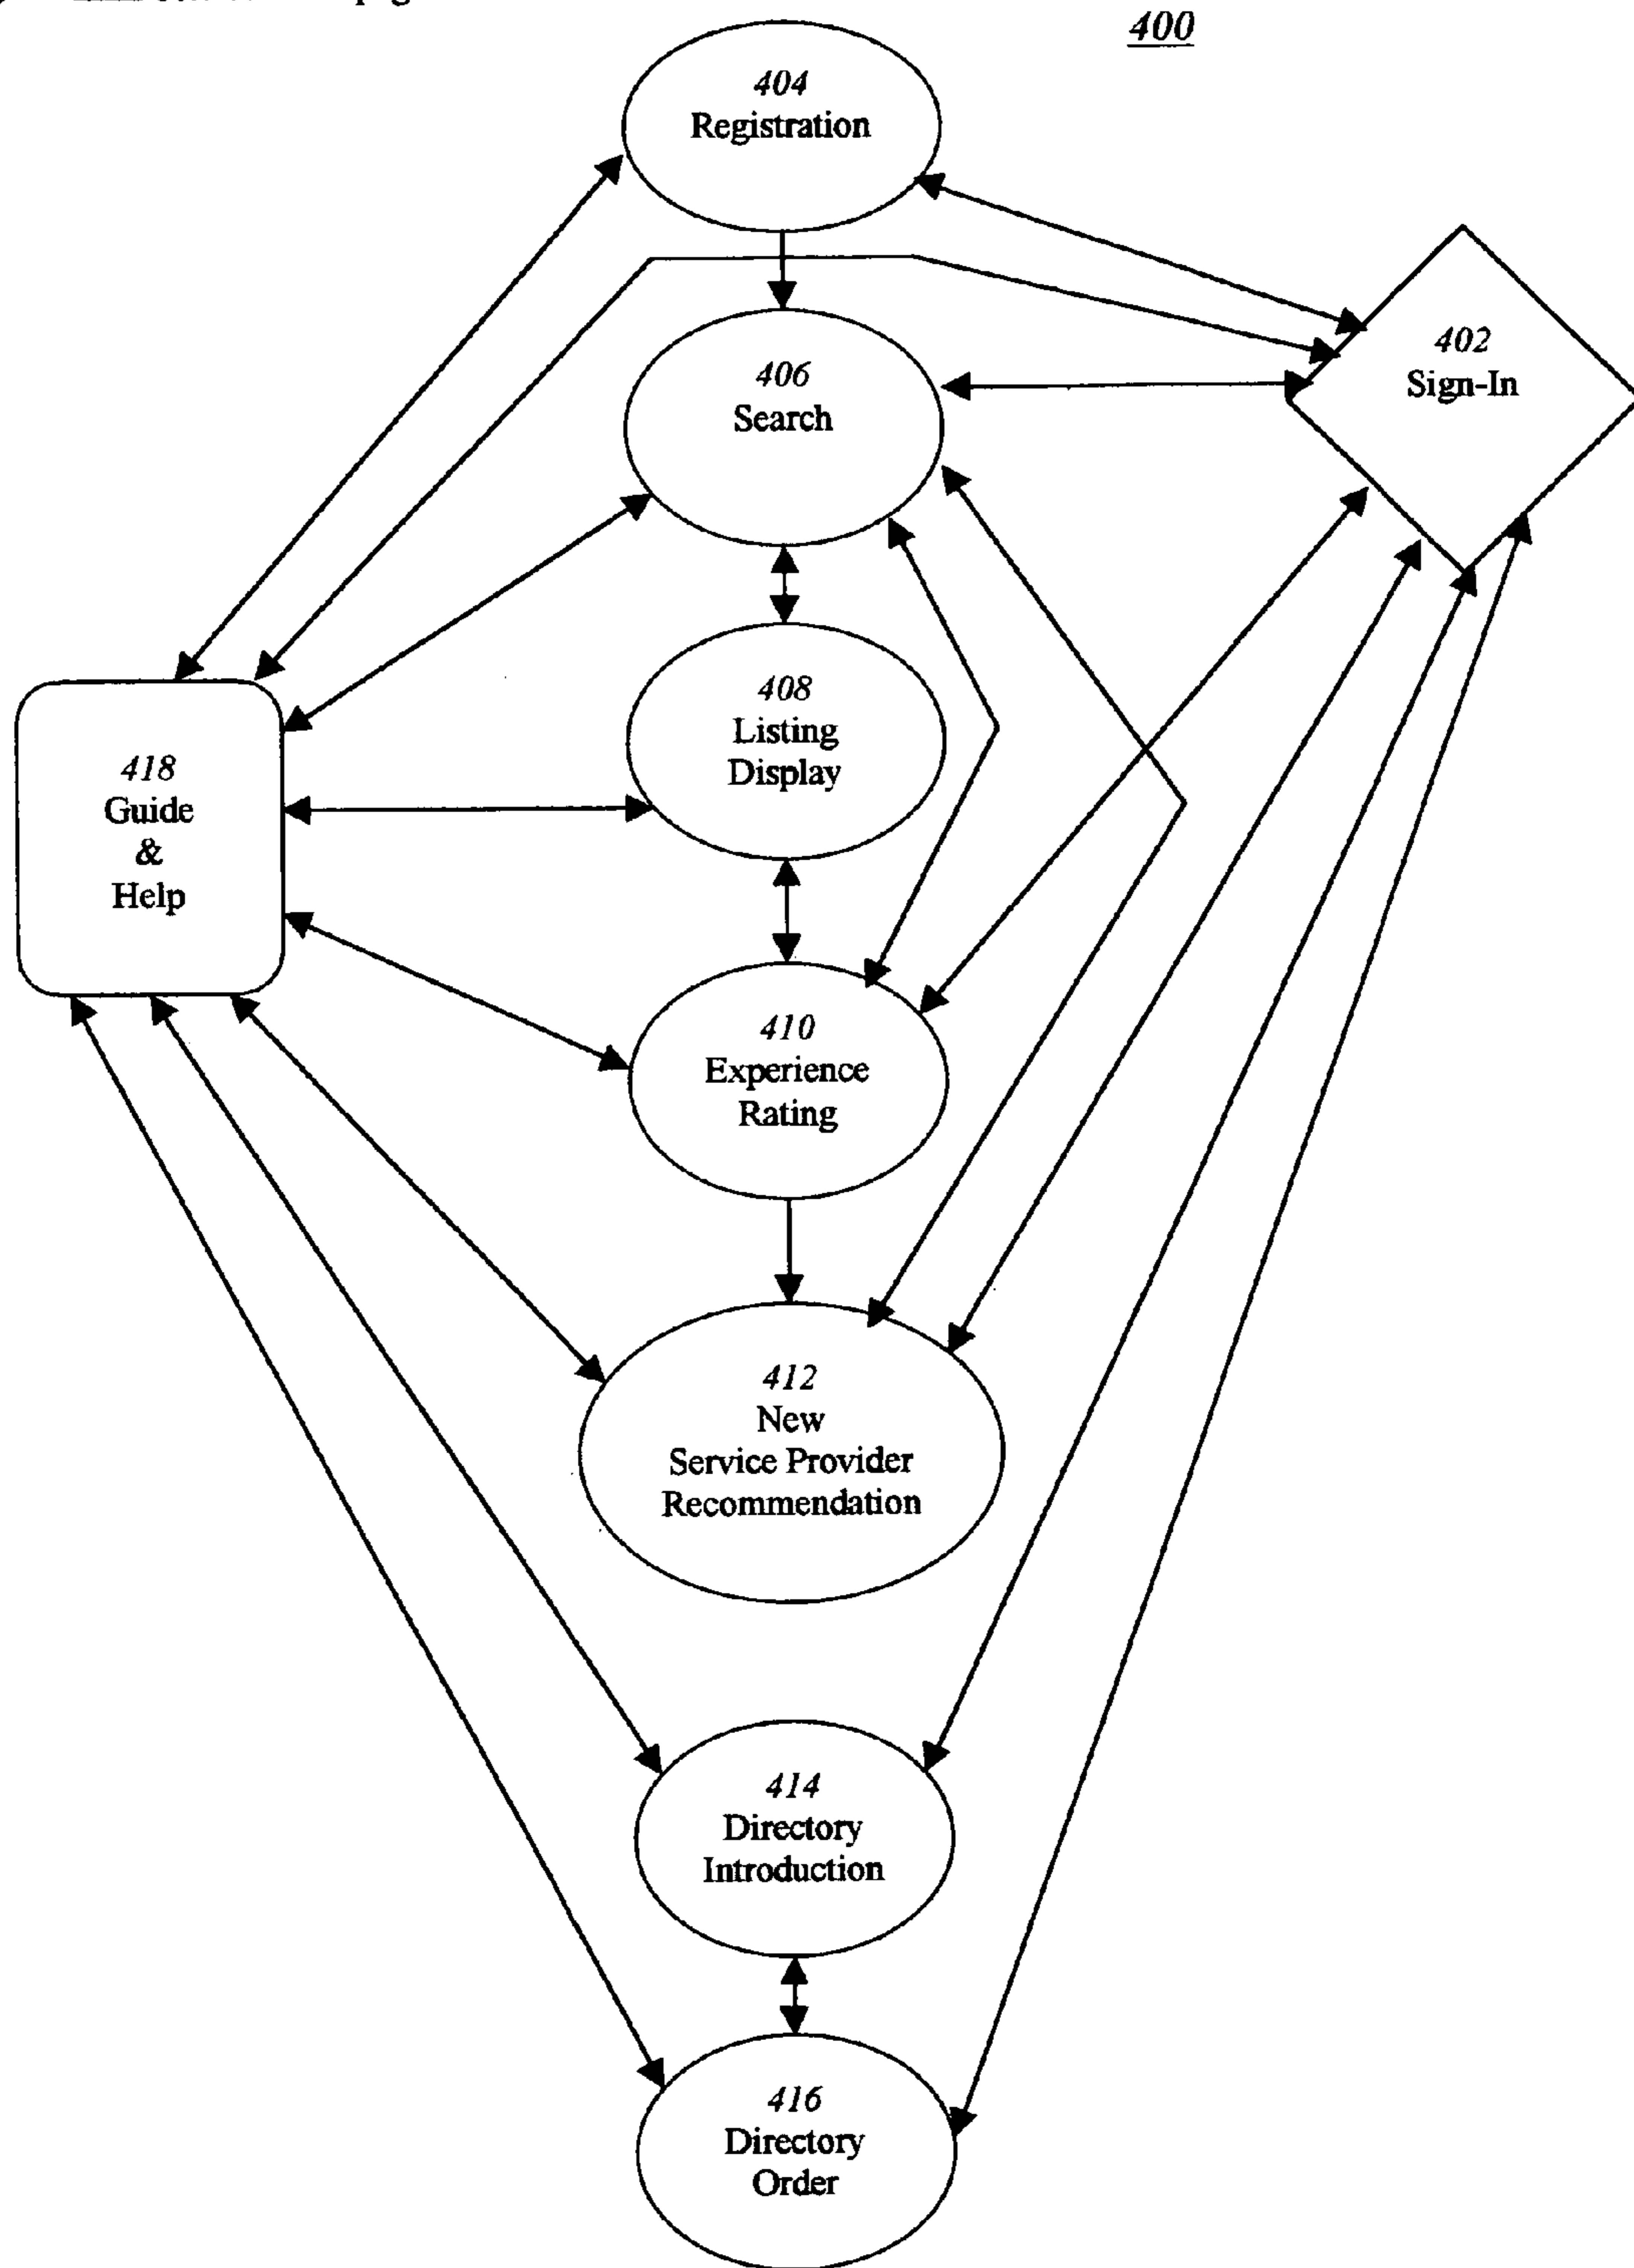 400
404
Registration
402
Sign-In
406
Search
408
Listing
Display
418
Guide
&
Help
410
Experience
Rating
412
New
Service Provider
Recommendation
414
Directory
Introduction
416
Directory
Order